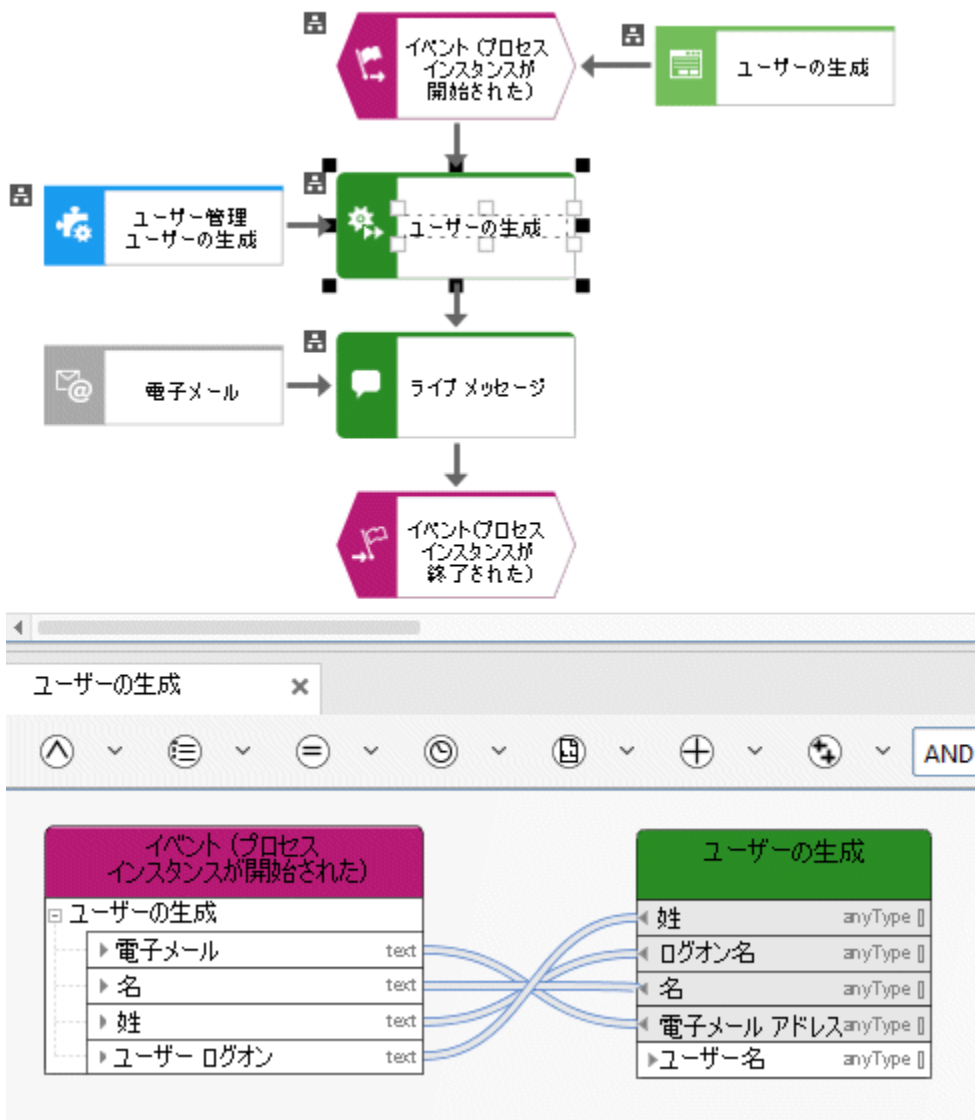 イベント (プロセス
インスタンスが
開始された)
ユーザーの生成
ユーザー管理
ユーザーの生成
ユーザーの生成
電子メール
ライブ メッセージ
イベント(プロセス
インスタンスが
終了された)
ユーザーの生成
AND
イベント (プロセス
インスタンスが開始された)
ユーザーの生成
電子メール text
名 text
姓 text
ユーザー ログオン text
ユーザーの生成
姓 anyType []
ログオン名 anyType []
名 anyType []
電子メール アドレス anyType []
ユーザー名 anyType []